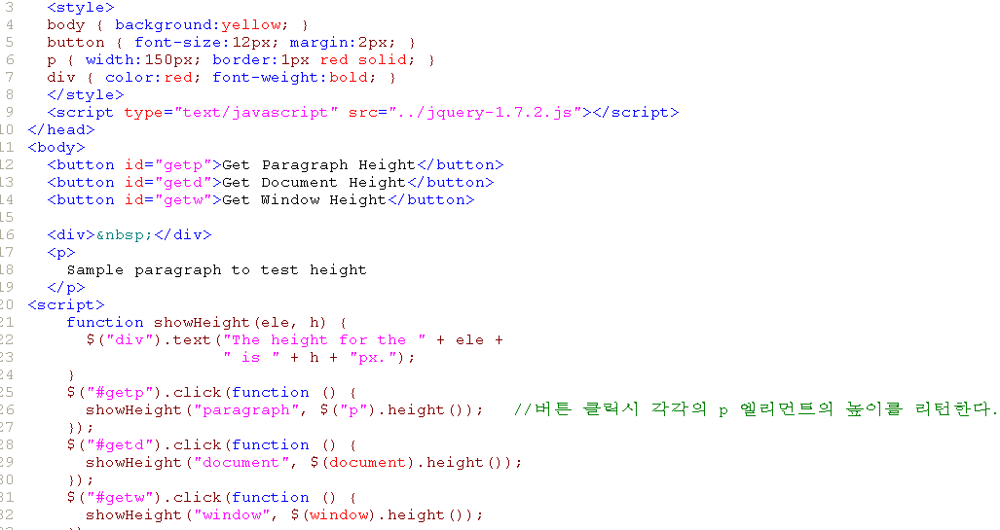 3 <style>
4 body { background:yellow; }
5 button { font-size:12px; margin:2px; }
6 p { width:150px; border:1px red solid; }
7 div { color:red; font-weight:bold; }
8 </style>
9 <script type="text/javascript" src="../jquery-1.7.2.js"></script>
10 </head>
11 <body>
12 <button id="getp">Get Paragraph Height</button>
13 <button id="getd">Get Document Height</button>
14 <button id="getw">Get Window Height</button>
15
16 <div>&nbsp;</div>
17 <p>
18 Sample paragraph to test height
19 </p>
20 <script>
21 function showHeight(ele, h) {
22 $("div").text("The height for the " + ele +
23 " is " + h + "px.");
24 }
25 $("#getp").click(function () {
26 showHeight("paragraph", $("p").height()); //버튼 클릭시 각각의 p 엘리먼트의 높이를 리턴한다.
27 });
28 $("#getd").click(function () {
29 showHeight("document", $(document).height());
30 });
31 $("#getw").click(function () {
32 showHeight("window", $(window).height());